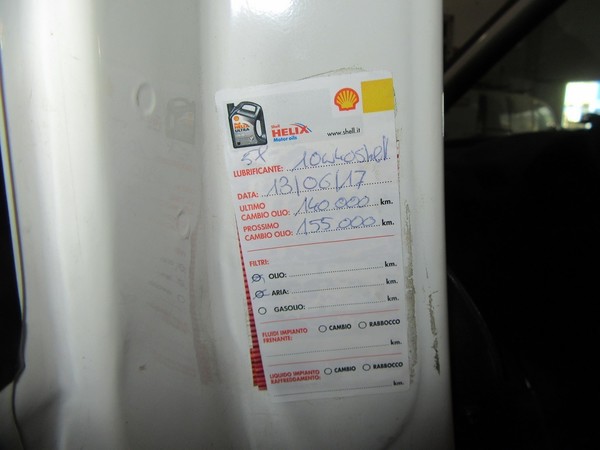 Shell
HELIX
Motor oils
www.shell.it
5X
LUBRIFICANTE: 10W40 Shell
DATA: 13/06/17
ULTIMO
CAMBIO OLIO: 140.000 km.
PROSSIMO
CAMBIO OLIO: 155.000 km.
FILTRI:
OLIO: km.
ARIA: km.
GASOLIO: km.
FLUIDI IMPIANTO
FRENANTE: CAMBIO RABBOCCO
km.
LIQUIDO IMPIANTO
RAFFREDDAMENTO: CAMBIO RABBOCCO
km.